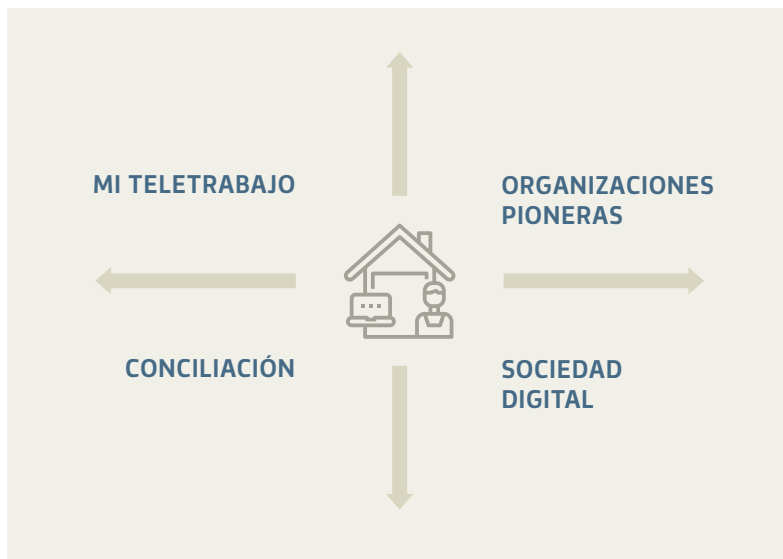 MI TELETRABAJO
ORGANIZACIONES
PIONERAS
CONCILIACIÓN
SOCIEDAD
DIGITAL